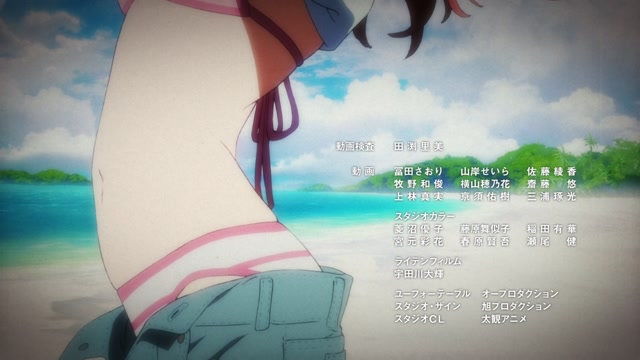 動画検査 田渕里美
動画 冨田さおり 山岸せいら 佐藤綾香
牧野和俊 横山穂乃花 齋藤 悠
上林真実 京須佑樹 三浦琢光
スタジオカラー
菱沼優子 藤原舞似子 稲田有華
宮元彩花 春原賢吾 瀬尾 健
ライデンフィルム
宇田川大輝
ユーフォーテーブル オープロダクション
スタジオ・サイン 旭プロダクション
スタジオCL 太観アニメ